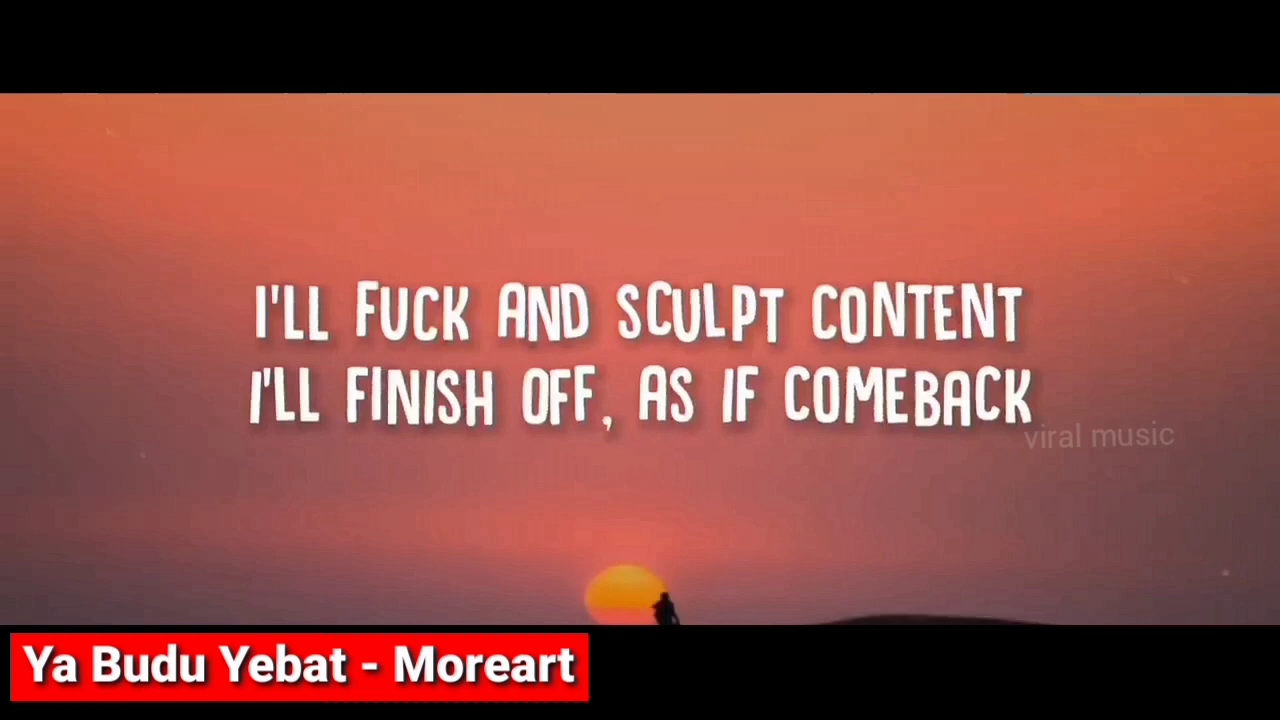 I'LL FUCK AND SCULPT CONTENT
I'LL FINISH OFF, AS IF COMEBACK
viral music
Ya Budu Yebat - Moreart